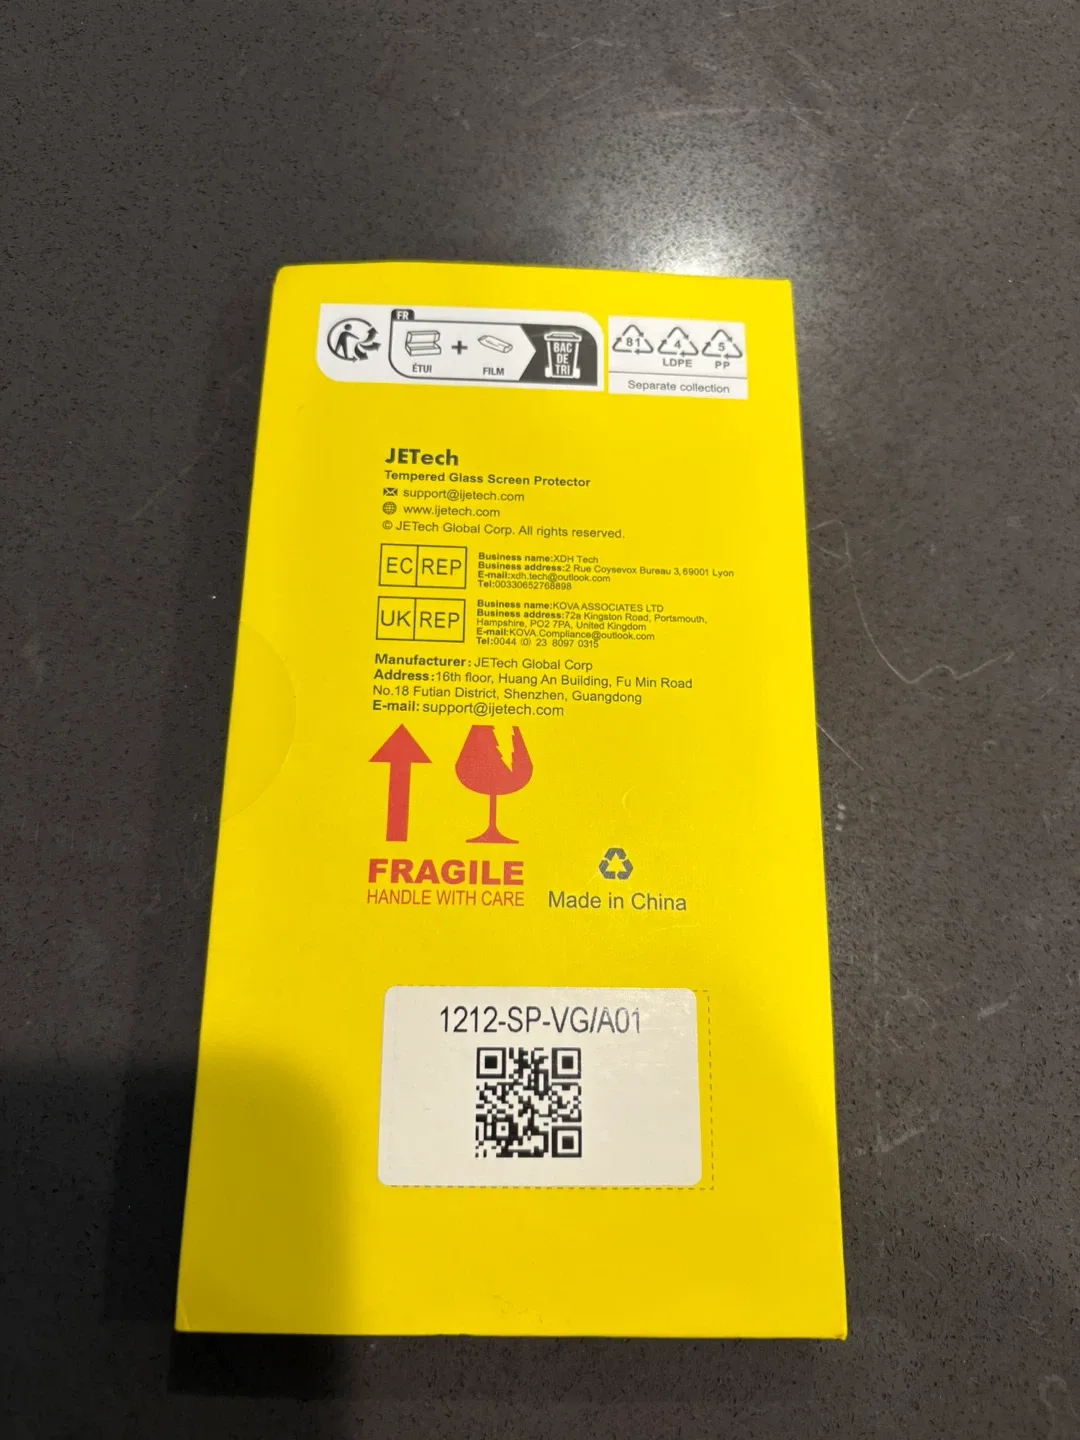 FR
ÉTUI
+
FILM
BAC
DE
TRI
81
4
5
LDPE
PP
Separate collection
JETech
Tempered Glass Screen Protector
support@ijetech.com
www.ijetech.com
© JETech Global Corp. All rights reserved.
EC REP
Business name:XDH Tech
Business address:2 Rue Coysevox Bureau 3, 69001 Lyon
E-mail:xdh.tech@outlook.com
Tel:00330652768898
UK REP
Business name:KOVA ASSOCIATES LTD
Business address:72a Kingston Road, Portsmouth,
Hampshire, PO2 7PA, United Kingdom
E-mail:KOVA.Compliance@outlook.com
Tel:0044 (0) 23 8097 0315
Manufacturer: JETech Global Corp
Address:16th floor, Huang An Building, Fu Min Road
No.18 Futian District, Shenzhen, Guangdong
E-mail: support@ijetech.com
FRAGILE
HANDLE WITH CARE
Made in China
1212-SP-VG/A01